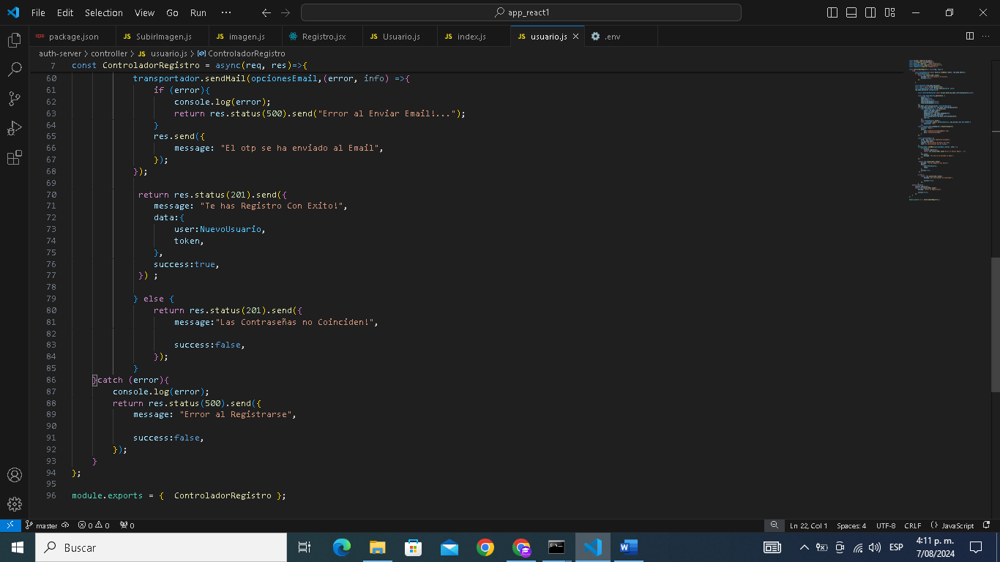 File Edit Selection View Go Run ··· app_react1
package.json JS SubirImagen.js JS imagen.js Registro.jsx JS Usuario.js JS index.js JS usuario.js .env
auth-server > controller > JS usuario.js > ControladorRegistro
7 const ControladorRegistro = async(req, res)=>{
60 transportador.sendMail(opcionesEmail,(error, info) =>{
61 if (error){
62 console.log(error);
63 return res.status(500).send("Error al Enviar Email!...");
64 }
65 res.send({
66 message: "El otp se ha enviado al Email",
67 });
68 });
69
70 return res.status(201).send({
71 message: "Te has Registro Con Exito!",
72 data:{
73 user:NuevoUsuario,
74 token,
75 },
76 success:true,
77 }) ;
78
79 } else {
80 return res.status(201).send({
81 message:"Las Contraseñas no Coinciden!",
82
83 success:false,
84 });
85 }
86 }catch (error){
87 console.log(error);
88 return res.status(500).send({
89 message: "Error al Registrarse",
90
91 success:false,
92 });
93 }
94 };
95
96 module.exports = { ControladorRegistro };
master 0 0 0 Ln 22, Col 1 Spaces: 4 UTF-8 CRLF JavaScript
Buscar ESP 4:11 p. m.
7/08/2024